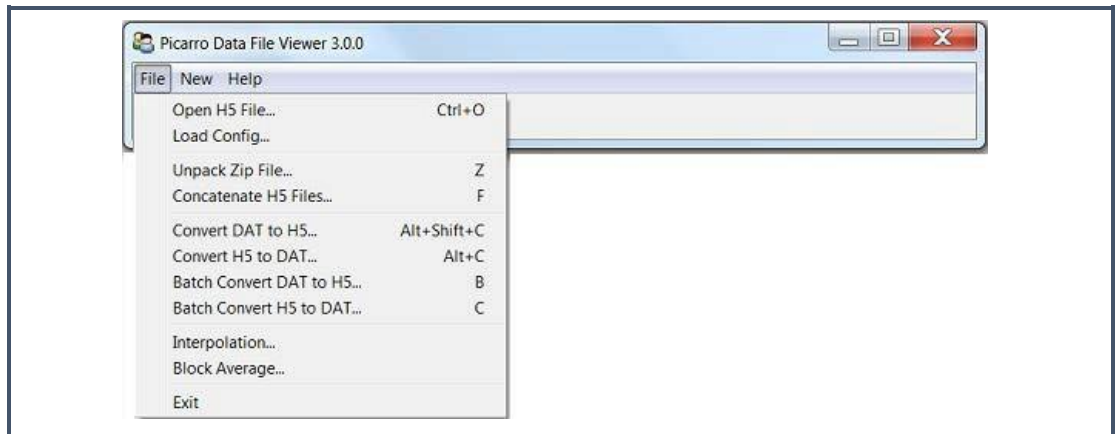 Picarro Data File Viewer 3.0.0
File New Help
Open H5 File... Ctrl+O
Load Config...
Unpack Zip File... Z
Concatenate H5 Files... F
Convert DAT to H5... Alt+Shift+C
Convert H5 to DAT... Alt+C
Batch Convert DAT to H5... B
Batch Convert H5 to DAT... C
Interpolation...
Block Average...
Exit